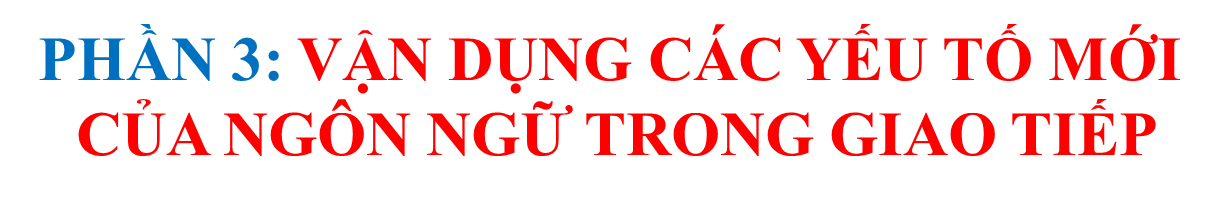 PHẦN 3: VẬN DỤNG CÁC YẾU TỐ MỚI
CỦA NGÔN NGỮ TRONG GIAO TIẾP